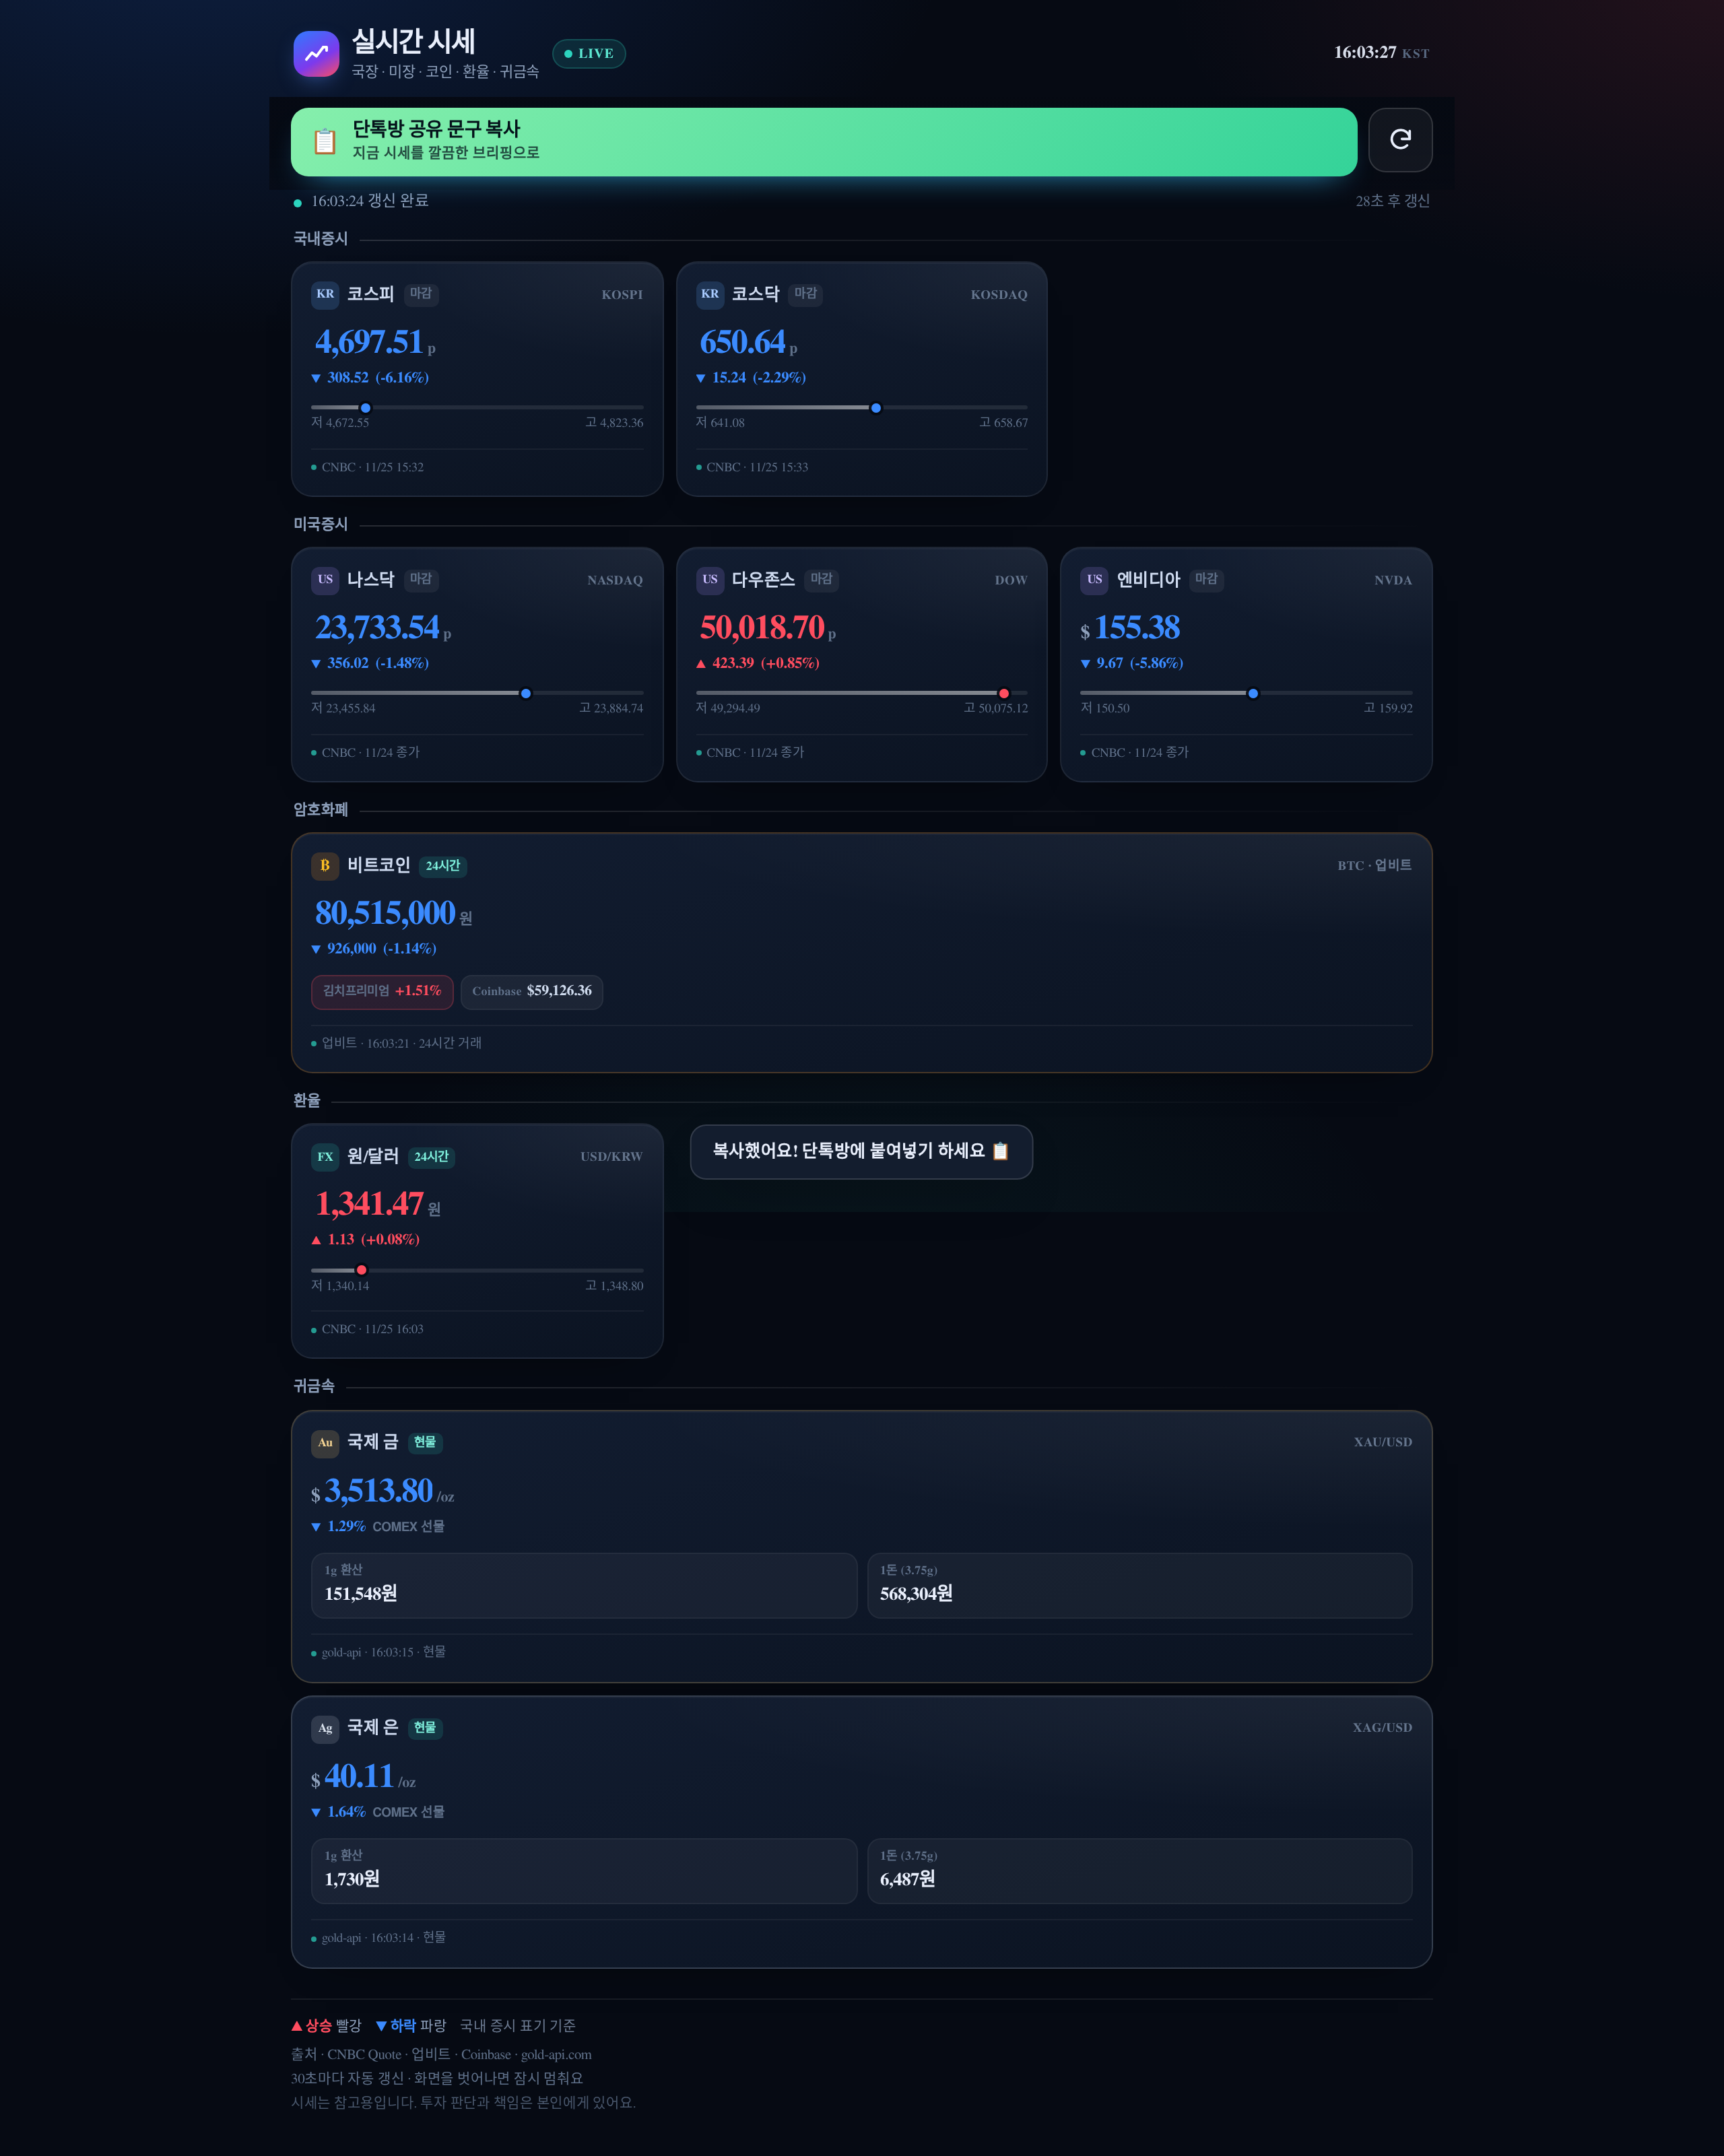 실시간 시세
국장 · 미장 · 코인 · 환율 · 귀금속
LIVE
16:03:27 KST
단톡방 공유 문구 복사
지금 시세를 깔끔한 브리핑으로
16:03:24 갱신 완료
28초 후 갱신
국내증시
KR 코스피 마감 KOSPI
4,697.51 p
▼ 308.52 (-6.16%)
저 4,672.55 고 4,823.36
CNBC · 11/25 15:32
KR 코스닥 마감 KOSDAQ
650.64 p
▼ 15.24 (-2.29%)
저 641.08 고 658.67
CNBC · 11/25 15:33
미국증시
US 나스닥 마감 NASDAQ
23,733.54 p
▼ 356.02 (-1.48%)
저 23,455.84 고 23,884.74
CNBC · 11/24 종가
US 다우존스 마감 DOW
50,018.70 p
▲ 423.39 (+0.85%)
저 49,294.49 고 50,075.12
CNBC · 11/24 종가
US 엔비디아 마감 NVDA
$ 155.38
▼ 9.67 (-5.86%)
저 150.50 고 159.92
CNBC · 11/24 종가
암호화폐
₿ 비트코인 24시간 BTC · 업비트
80,515,000 원
▼ 926,000 (-1.14%)
김치프리미엄 +1.51% Coinbase $59,126.36
업비트 · 16:03:21 · 24시간 거래
환율
FX 원/달러 24시간 USD/KRW
1,341.47 원
▲ 1.13 (+0.08%)
저 1,340.14 고 1,348.80
CNBC · 11/25 16:03
복사했어요! 단톡방에 붙여넣기 하세요 📋
귀금속
Au 국제 금 현물 XAU/USD
$ 3,513.80 /oz
▼ 1.29% COMEX 선물
1g 환산
151,548원
1돈 (3.75g)
568,304원
gold-api · 16:03:15 · 현물
Ag 국제 은 현물 XAG/USD
$ 40.11 /oz
▼ 1.64% COMEX 선물
1g 환산
1,730원
1돈 (3.75g)
6,487원
gold-api · 16:03:14 · 현물
▲ 상승 빨강 ▼ 하락 파랑 국내 증시 표기 기준
출처 · CNBC Quote · 업비트 · Coinbase · gold-api.com
30초마다 자동 갱신 · 화면을 벗어나면 잠시 멈춰요
시세는 참고용입니다. 투자 판단과 책임은 본인에게 있어요.